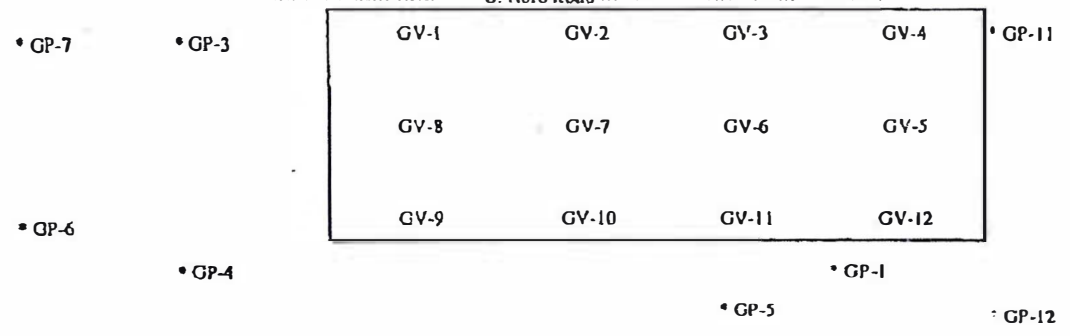 * GP-7 * GP-3 GV-1 GV-2 GV-3 GV-4 * GP-11
GV-8 GV-7 GV-6 GV-5
* GP-6 GV-9 GV-10 GV-11 GV-12
* GP-4 * GP-1
* GP-5 * GP-12